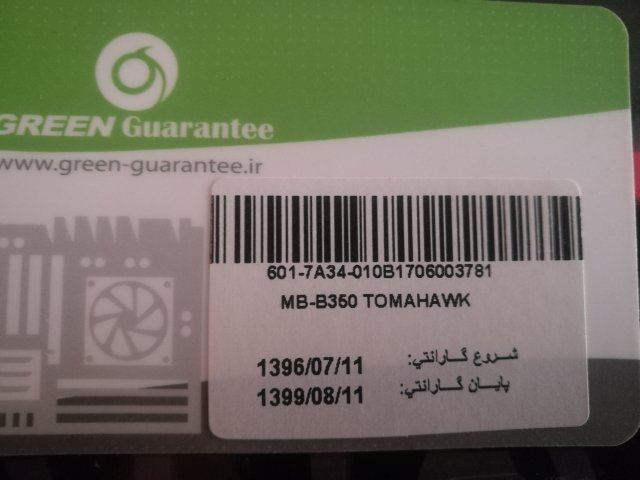 GREEN Guarantee
www.green-guarantee.ir
601-7A34-010B1706003781
MB-B350 TOMAHAWK
شروع گارانتي: 1396/07/11
پايان گارانتي: 1399/08/11